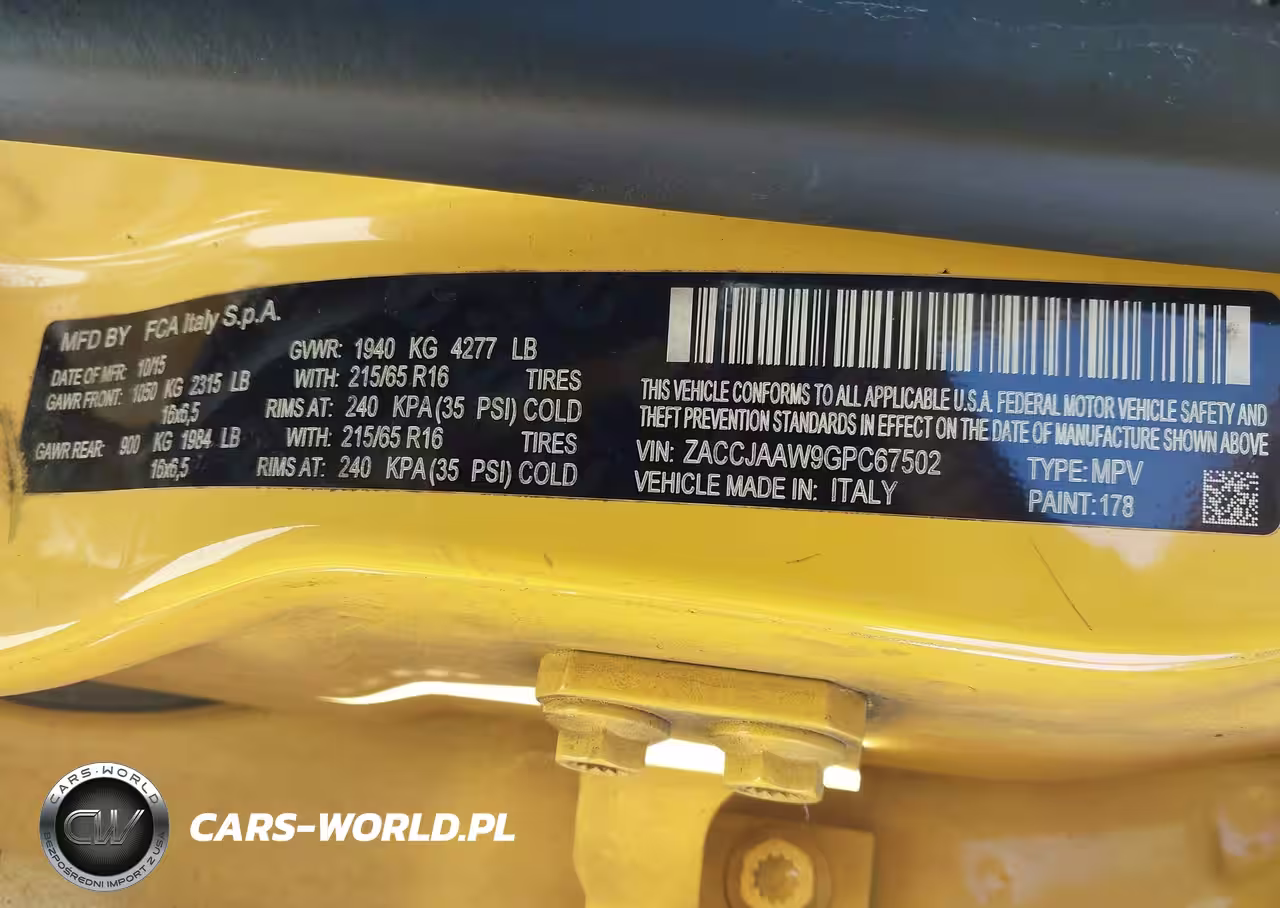 MFD BY FCA Italy S.p.A.
DATE OF MFR: 10/15
GAWR FRONT: 1050 KG 2315 LB
16x6,5
GAWR REAR: 900 KG 1984 LB
16x6,5
GVWR: 1940 KG 4277 LB
WITH: 215/65 R16 TIRES
RIMS AT: 240 KPA (35 PSI) COLD
WITH: 215/65 R16 TIRES
RIMS AT: 240 KPA (35 PSI) COLD
THIS VEHICLE CONFORMS TO ALL APPLICABLE U.S.A. FEDERAL MOTOR VEHICLE SAFETY AND
THEFT PREVENTION STANDARDS IN EFFECT ON THE DATE OF MANUFACTURE SHOWN ABOVE
VIN: ZACCJAAW9GPC67502
TYPE: MPV
VEHICLE MADE IN: ITALY
PAINT: 178
CARS-WORLD
CW
BEZPOŚREDNI IMPORT Z USA
CARS-WORLD.PL